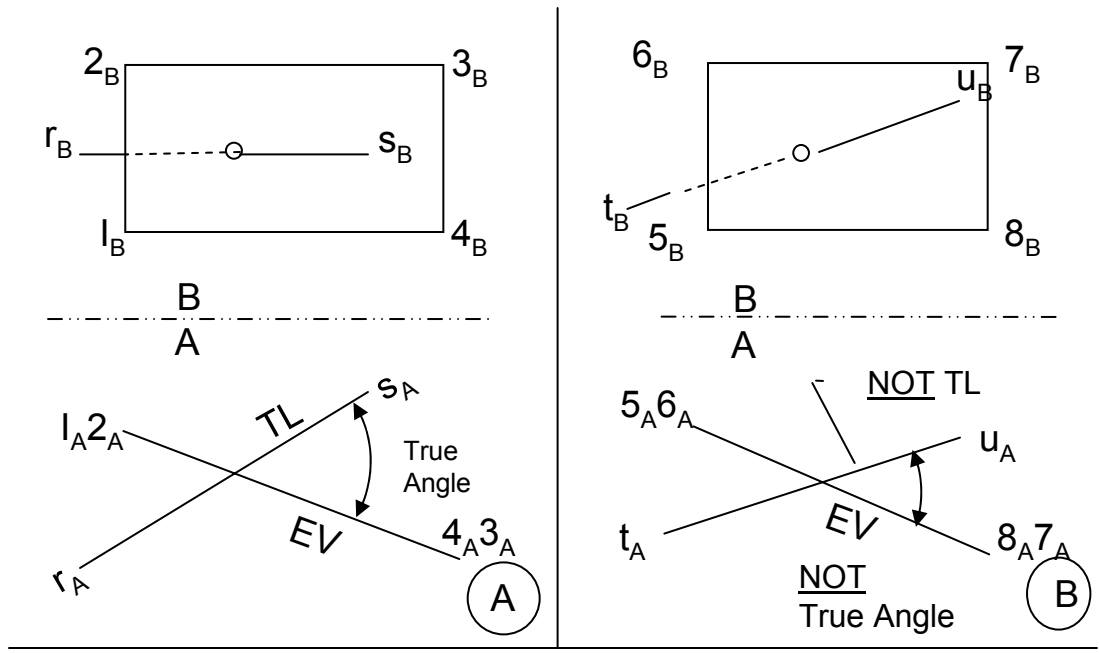 2B 3B
rB sB
lB 4B
B
A
lA2A TL sA
True
Angle
EV 4A3A
rA
A
6B 7B
uB
tB
5B 8B
B
A
NOT TL
5A6A
uA
tA EV 8A7A
NOT
True Angle
B